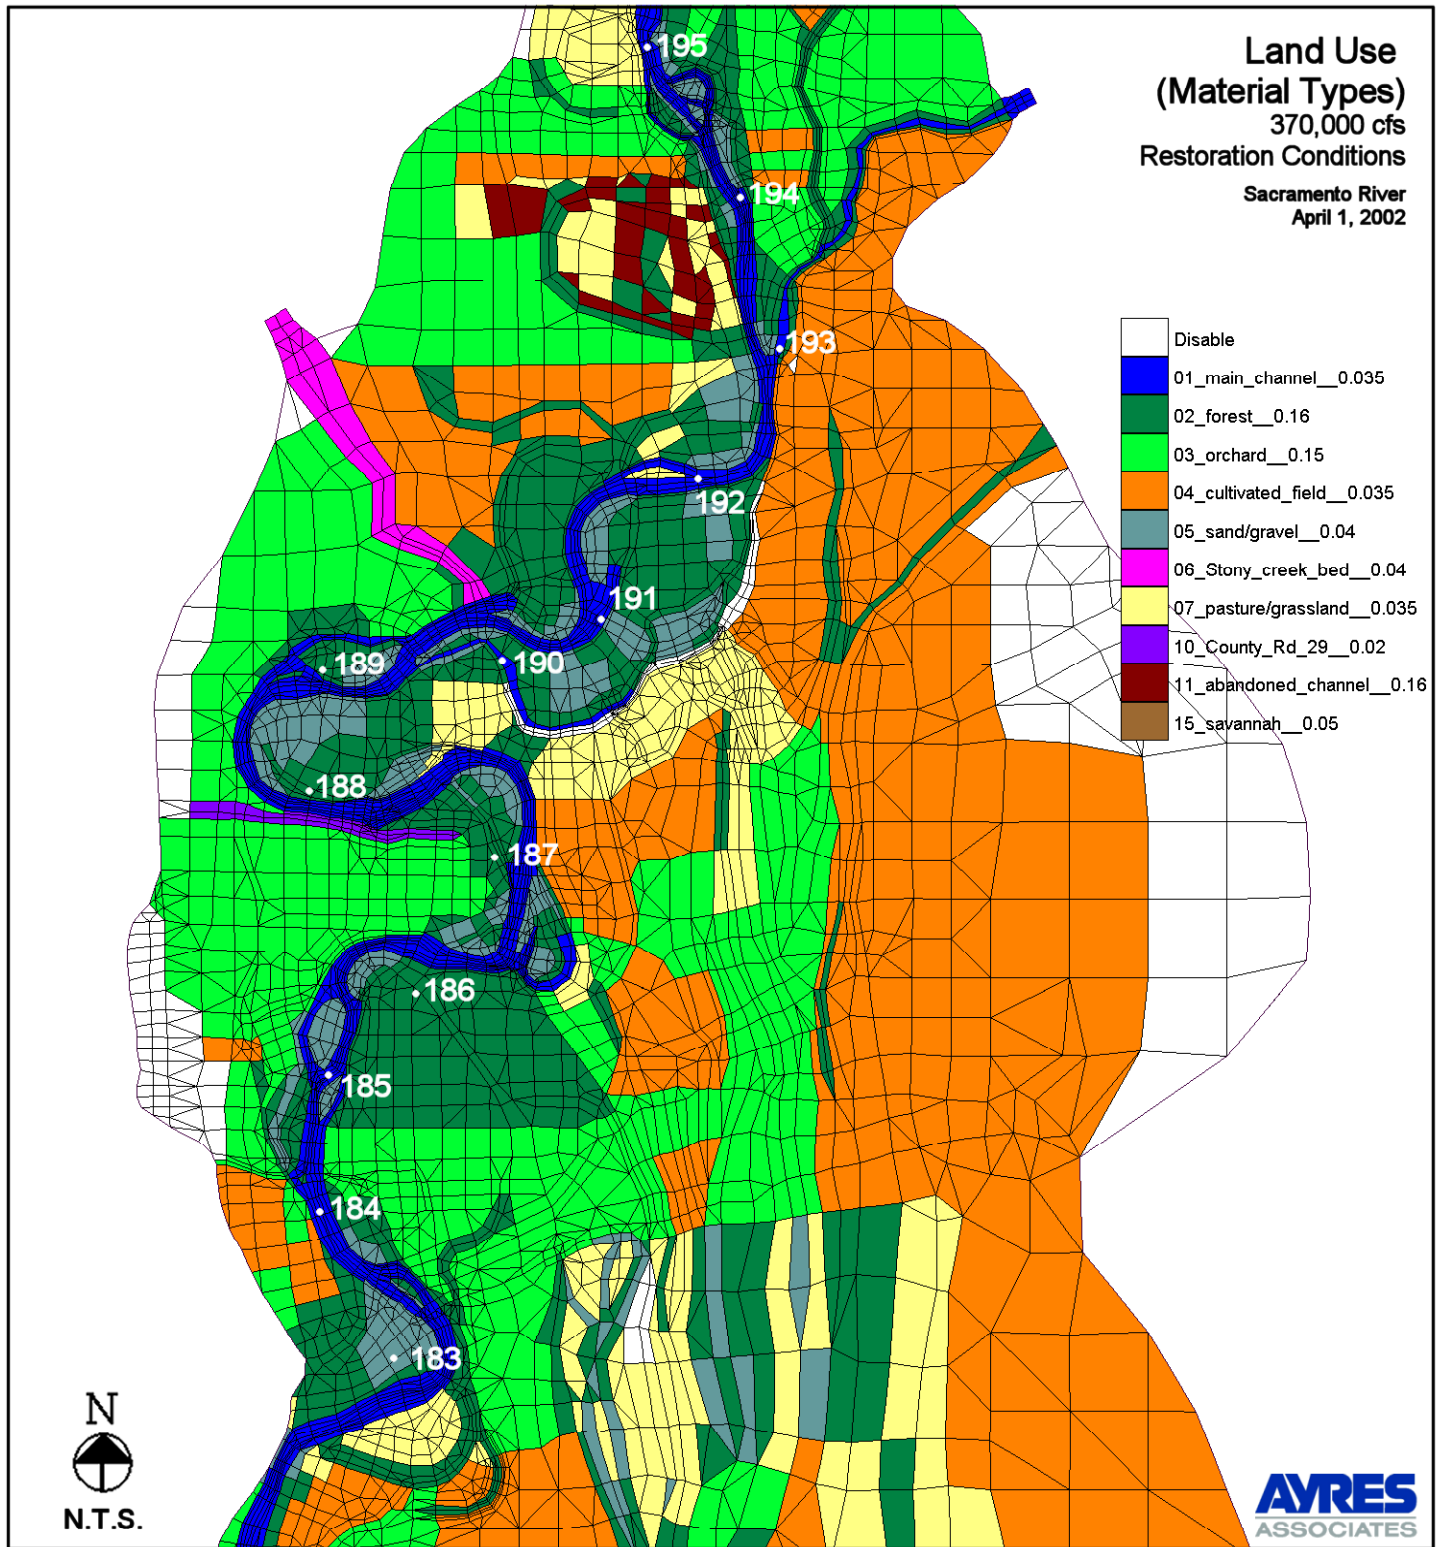 Land Use
(Material Types)
370,000 cfs
Restoration Conditions
Sacramento River
April 1, 2002
195
194
193
192
191
190
189
188
187
186
185
184
183
Disable
01_main_channel__0.035
02_forest__0.16
03_orchard__0.15
04_cultivated_field__0.035
05_sand/gravel__0.04
06_Stony_creek_bed__0.04
07_pasture/grassland__0.035
10_County_Rd_29__0.02
11_abandoned_channel__0.16
15_savannah__0.05
N
N.T.S.
AYRES
ASSOCIATES